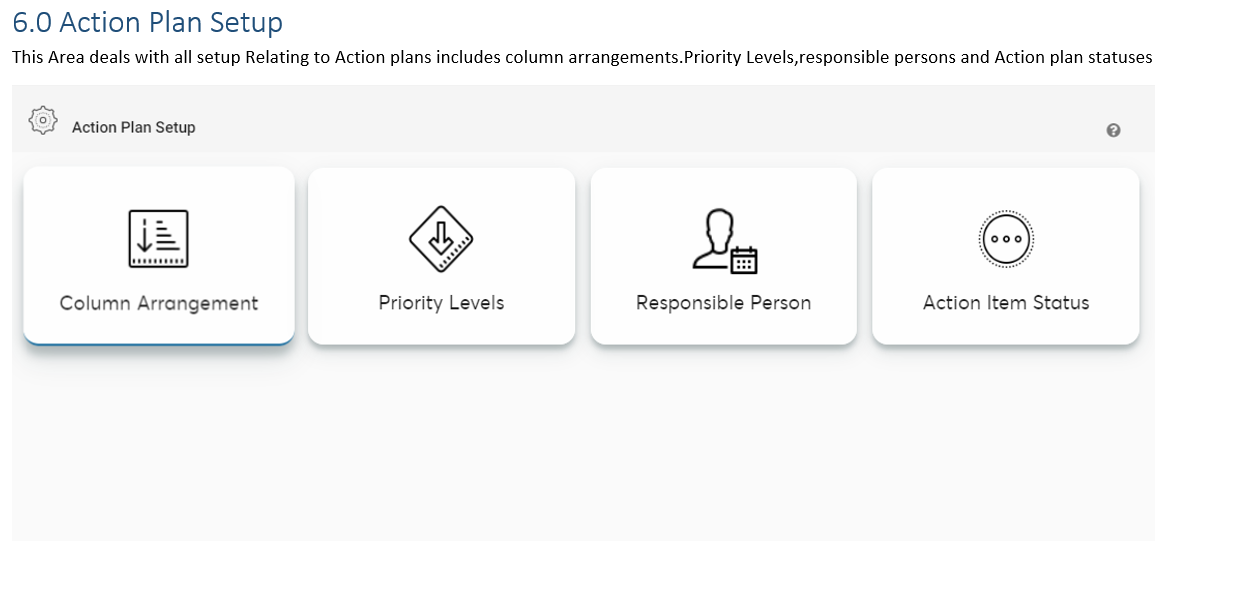 6.0 Action Plan Setup
This Area deals with all setup Relating to Action plans includes column arrangements.Priority Levels,responsible persons and Action plan statuses
Action Plan Setup
?
Column Arrangement
Priority Levels
Responsible Person
Action Item Status